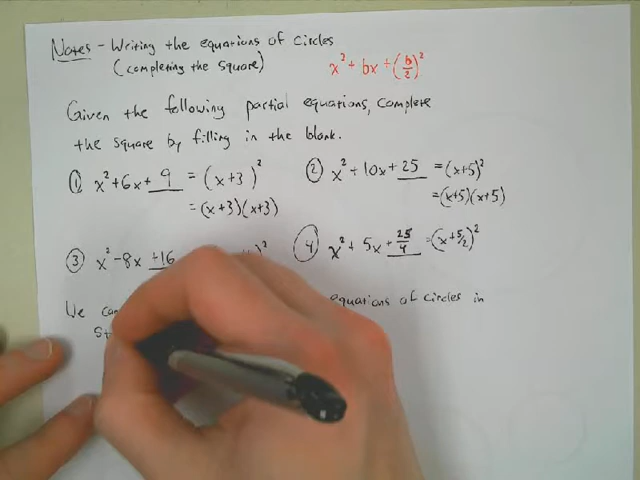 Notes - Writing the equations of circles
(completing the square)
x² + bx + (b/2)²
Given the following partial equations, complete
the square by filling in the blank.
① x² + 6x + 9 = (x+3)²
= (x+3)(x+3)
② x² + 10x + 25 = (x+5)²
= (x+5)(x+5)
③ x² - 8x + 16 )²
④ x² + 5x + 25/4 = (x + 5/2)²
We can equations of circles in